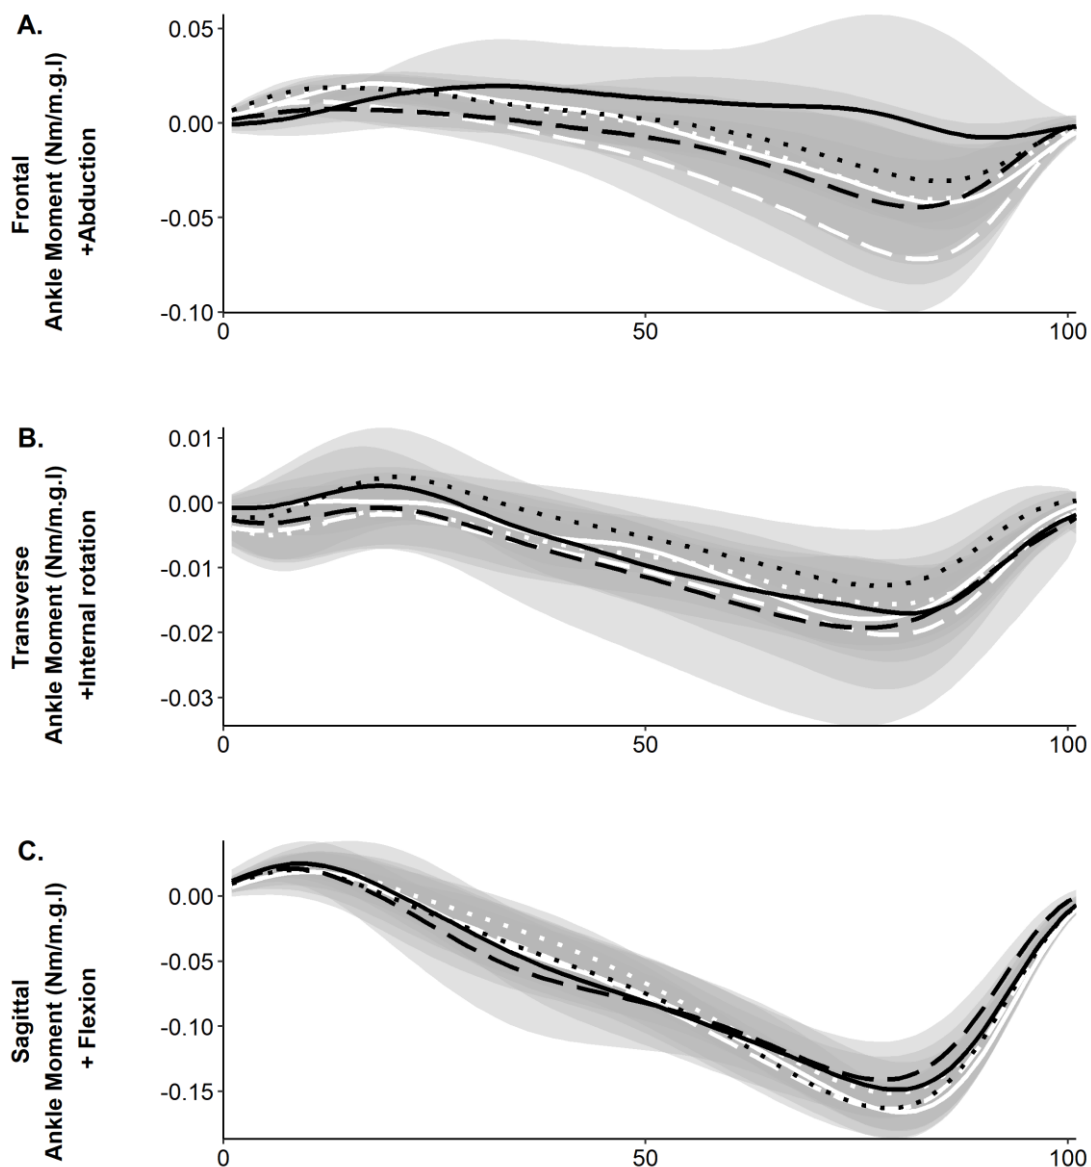 A.
Frontal
Ankle Moment (Nm/m.g.l)
+Abduction
0.05
0.00
-0.05
-0.10
0
50
100
B.
Transverse
Ankle Moment (Nm/m.g.l)
+Internal rotation
0.01
0.00
-0.01
-0.02
-0.03
0
50
100
C.
Sagittal
Ankle Moment (Nm/m.g.l)
+ Flexion
0.00
-0.05
-0.10
-0.15
0
50
100